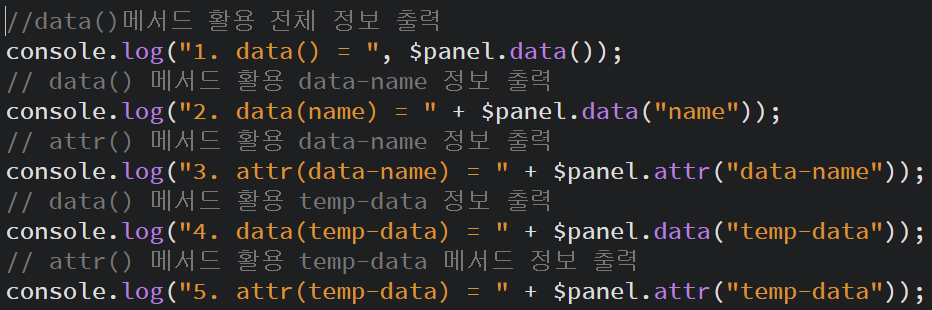 //data()메서드 활용 전체 정보 출력
console.log("1. data() = ", $panel.data());
// data() 메서드 활용 data-name 정보 출력
console.log("2. data(name) = " + $panel.data("name"));
// attr() 메서드 활용 data-name 정보 출력
console.log("3. attr(data-name) = " + $panel.attr("data-name"));
// data() 메서드 활용 temp-data 정보 출력
console.log("4. data(temp-data) = " + $panel.data("temp-data"));
// attr() 메서드 활용 temp-data 메서드 정보 출력
console.log("5. attr(temp-data) = " + $panel.attr("temp-data"));